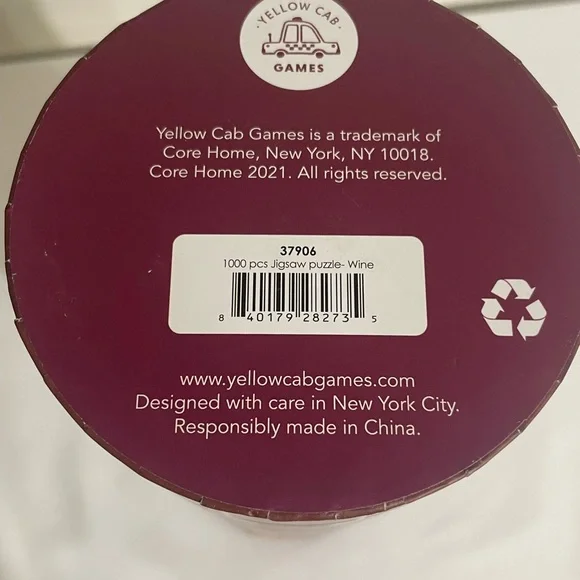 · YELLOW CAB ·
GAMES
Yellow Cab Games is a trademark of
Core Home, New York, NY 10018.
Core Home 2021. All rights reserved.
37906
1000 pcs Jigsaw puzzle- Wine
8 40179 28273 5
www.yellowcabgames.com
Designed with care in New York City.
Responsibly made in China.